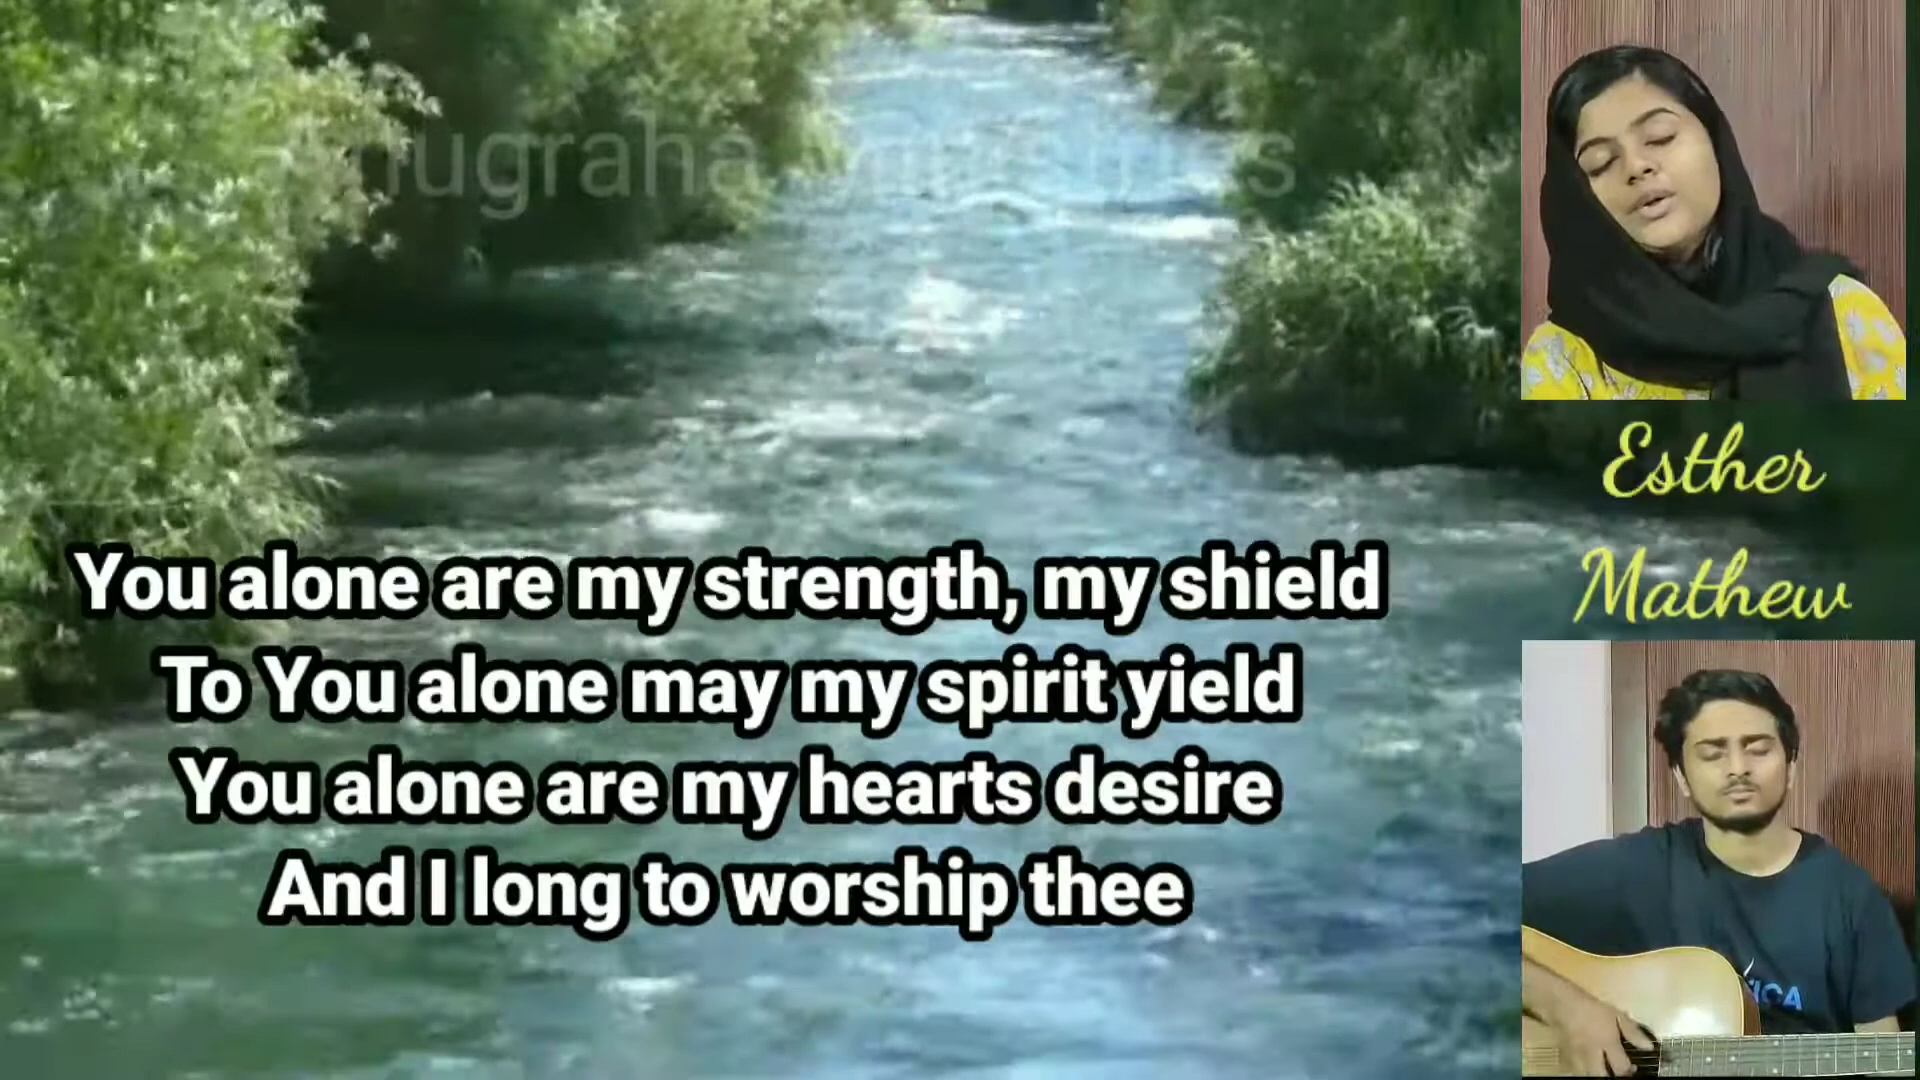 You alone are my strength, my shield
To You alone may my spirit yield
You alone are my hearts desire
And I long to worship thee
Esther
Mathew